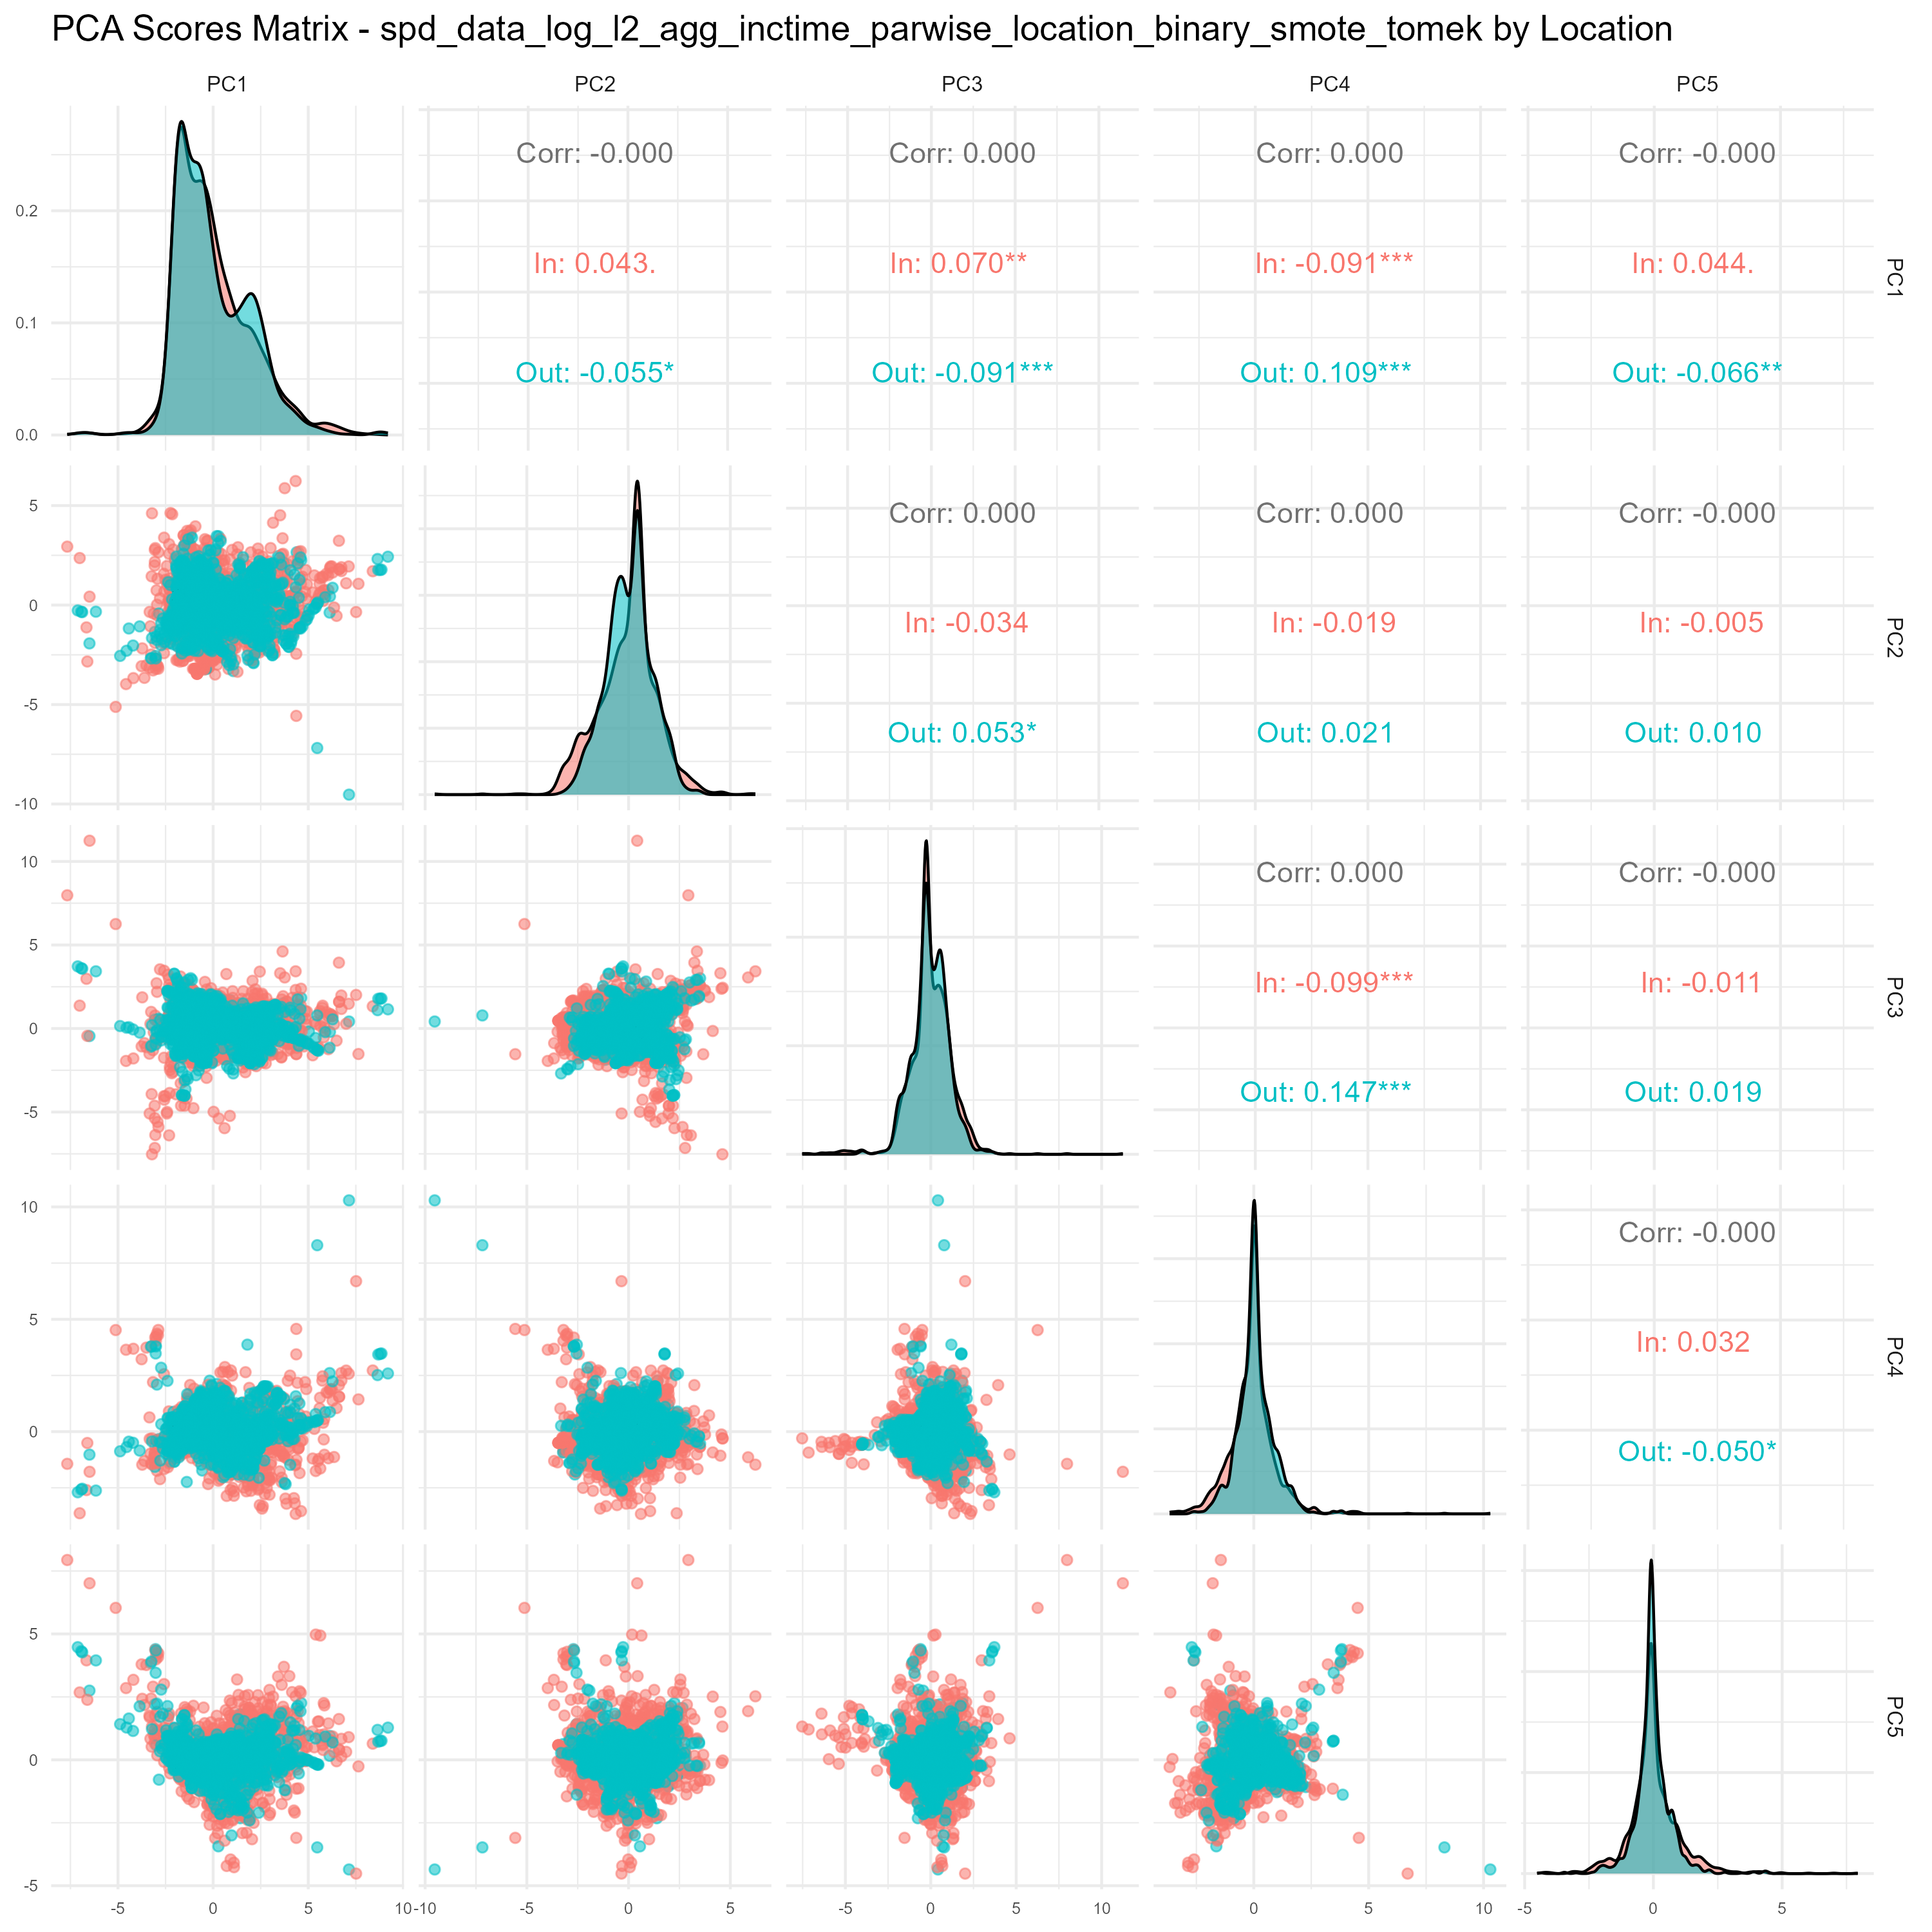 PCA Scores Matrix - spd_data_log_l2_agg_inctime_parwise_location_binary_smote_tomek by Location
PC1 PC2 PC3 PC4 PC5
Corr: -0.000 Corr: 0.000 Corr: 0.000 Corr: -0.000
0.2
In: 0.043. In: 0.070** In: -0.091*** In: 0.044. PC1
0.1
Out: -0.055* Out: -0.091*** Out: 0.109*** Out: -0.066**
0.0
5 Corr: 0.000 Corr: 0.000 Corr: -0.000
0 In: -0.034 In: -0.019 In: -0.005 PC2
-5 Out: 0.053* Out: 0.021 Out: 0.010
-10
10 Corr: 0.000 Corr: -0.000
5 In: -0.099*** In: -0.011 PC3
0
-5 Out: 0.147*** Out: 0.019
10 Corr: -0.000
5 In: 0.032 PC4
0 Out: -0.050*
5
PC5
0
-5
-5 0 5 10 -10 -5 0 5 -5 0 5 10 0 5 10 -5 0 5